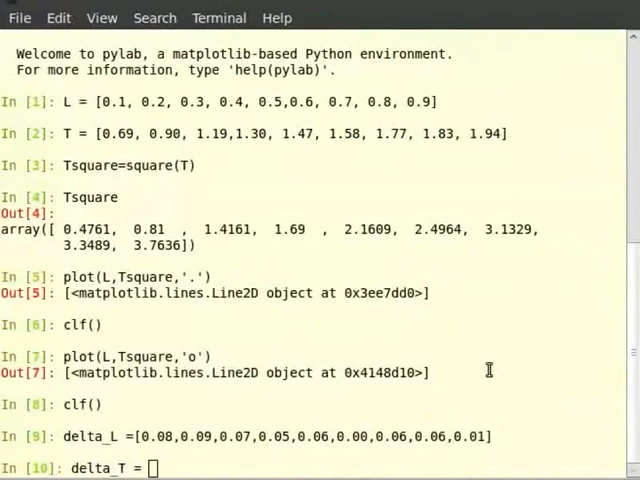 File Edit View Search Terminal Help
Welcome to pylab, a matplotlib-based Python environment.
For more information, type 'help(pylab)'.
In [1]: L = [0.1, 0.2, 0.3, 0.4, 0.5,0.6, 0.7, 0.8, 0.9]
In [2]: T = [0.69, 0.90, 1.19,1.30, 1.47, 1.58, 1.77, 1.83, 1.94]
In [3]: Tsquare=square(T)
In [4]: Tsquare
Out[4]:
array([ 0.4761,  0.81  ,  1.4161,  1.69  ,  2.1609,  2.4964,  3.1329,
3.3489,  3.7636])
In [5]: plot(L,Tsquare,'.')
Out[5]: [<matplotlib.lines.Line2D object at 0x3ee7dd0>]
In [6]: clf()
In [7]: plot(L,Tsquare,'o')
Out[7]: [<matplotlib.lines.Line2D object at 0x4148d10>]
In [8]: clf()
In [9]: delta_L =[0.08,0.09,0.07,0.05,0.06,0.00,0.06,0.06,0.01]
In [10]: delta_T =